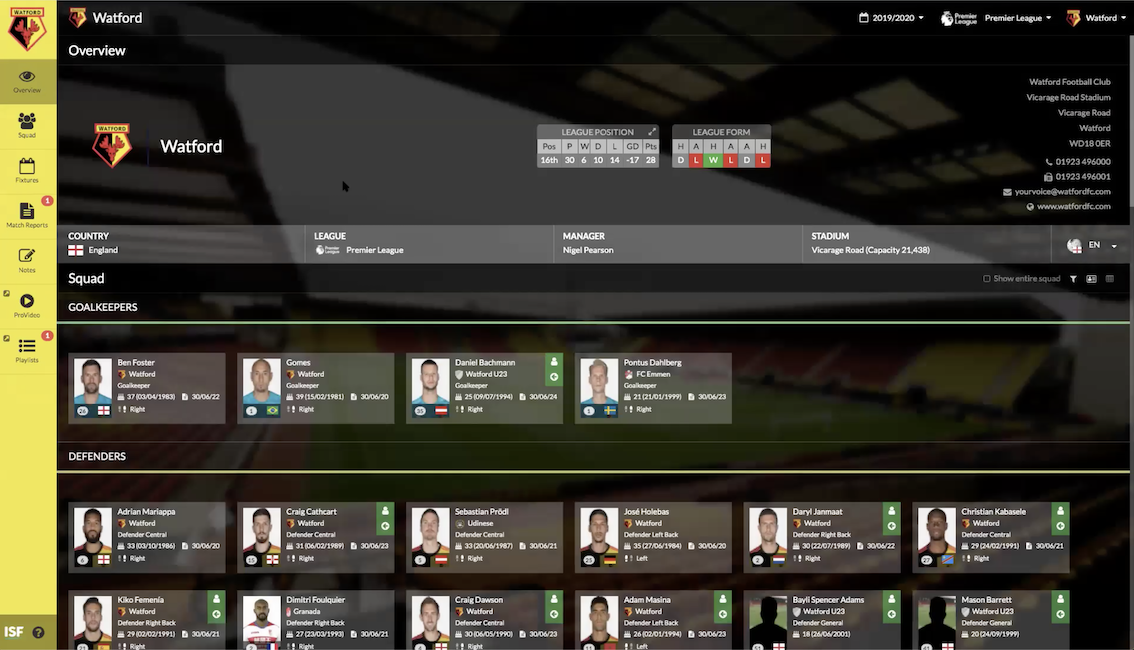 WATFORD
Watford
2019/2020
Premier League
Premier League
Watford
Overview
Overview
Squad
Fixtures
1
Match Reports
Notes
ProVideo
1
Playlists
ISF
?
WATFORD
Watford
LEAGUE POSITION
Pos P W D L GD Pts
16th 30 6 10 14 -17 28
LEAGUE FORM
H A H A A H
D L W L D L
Watford Football Club
Vicarage Road Stadium
Vicarage Road
Watford
WD18 0ER
01923 496000
01923 496001
yourvoice@watfordfc.com
www.watfordfc.com
COUNTRY
England
LEAGUE
Premier League
MANAGER
Nigel Pearson
STADIUM
Vicarage Road (Capacity 21,438)
EN
Squad
Show entire squad
GOALKEEPERS
Ben Foster
Watford
Goalkeeper
37 (03/04/1983) 30/06/22
26 Right
Gomes
Watford
Goalkeeper
39 (15/02/1981) 30/06/20
1 Right
Daniel Bachmann
Watford U23
Goalkeeper
25 (09/07/1994) 30/06/24
35 Right
Pontus Dahlberg
FC Emmen
Goalkeeper
21 (21/01/1999) 30/06/23
1 Right
DEFENDERS
Adrian Mariappa
Watford
Defender Central
33 (03/10/1986) 30/06/20
6 Right
Craig Cathcart
Watford
Defender Central
31 (06/02/1989) 30/06/23
15 Right
Sebastian Prödl
Udinese
Defender Central
33 (20/06/1987) 30/06/21
Right
José Holebas
Watford
Defender Left Back
35 (27/06/1984) 30/06/20
25 Left
Daryl Janmaat
Watford
Defender Right Back
30 (22/07/1989) 30/06/22
2 Right
Christian Kabasele
Watford
Defender Central
29 (24/02/1991) 30/06/21
27 Right
Kiko Femenía
Watford
Defender Right Back
29 (02/02/1991) 30/06/21
Right
Dimitri Foulquier
Granada
Defender Right Back
27 (23/03/1993) 30/06/21
Right
Craig Dawson
Watford
Defender Central
30 (06/05/1990) 30/06/23
Right
Adam Masina
Watford
Defender Left Back
26 (02/01/1994) 30/06/23
Left
Bayli Spencer Adams
Watford U23
Defender General
18 (26/06/2001)
Mason Barrett
Watford U23
Defender General
20 (24/09/1999)